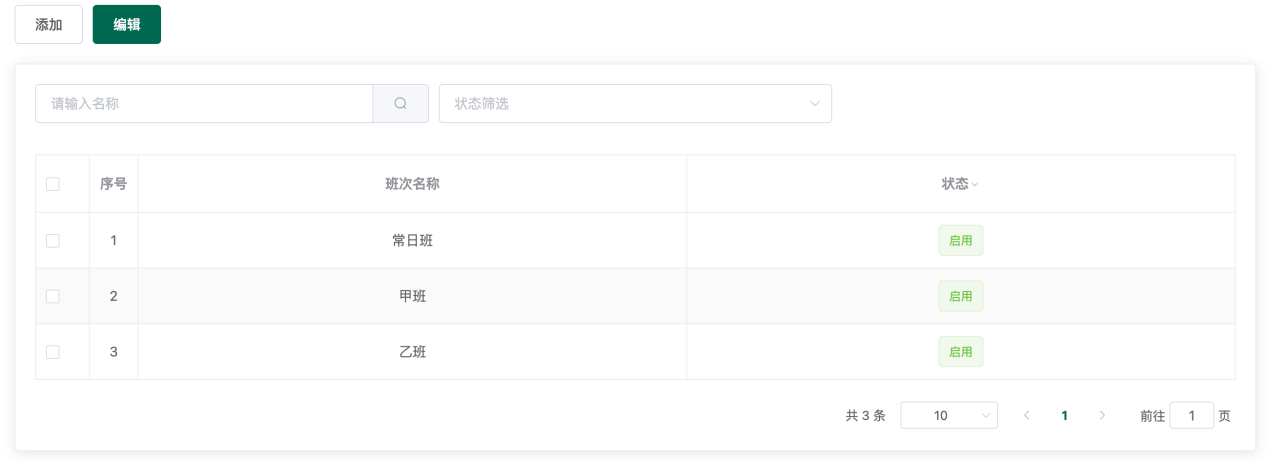 添加 编辑
请输入名称 状态筛选
序号 班次名称 状态
1 常日班 启用
2 甲班 启用
3 乙班 启用
共 3 条 10 1 前往 1 页